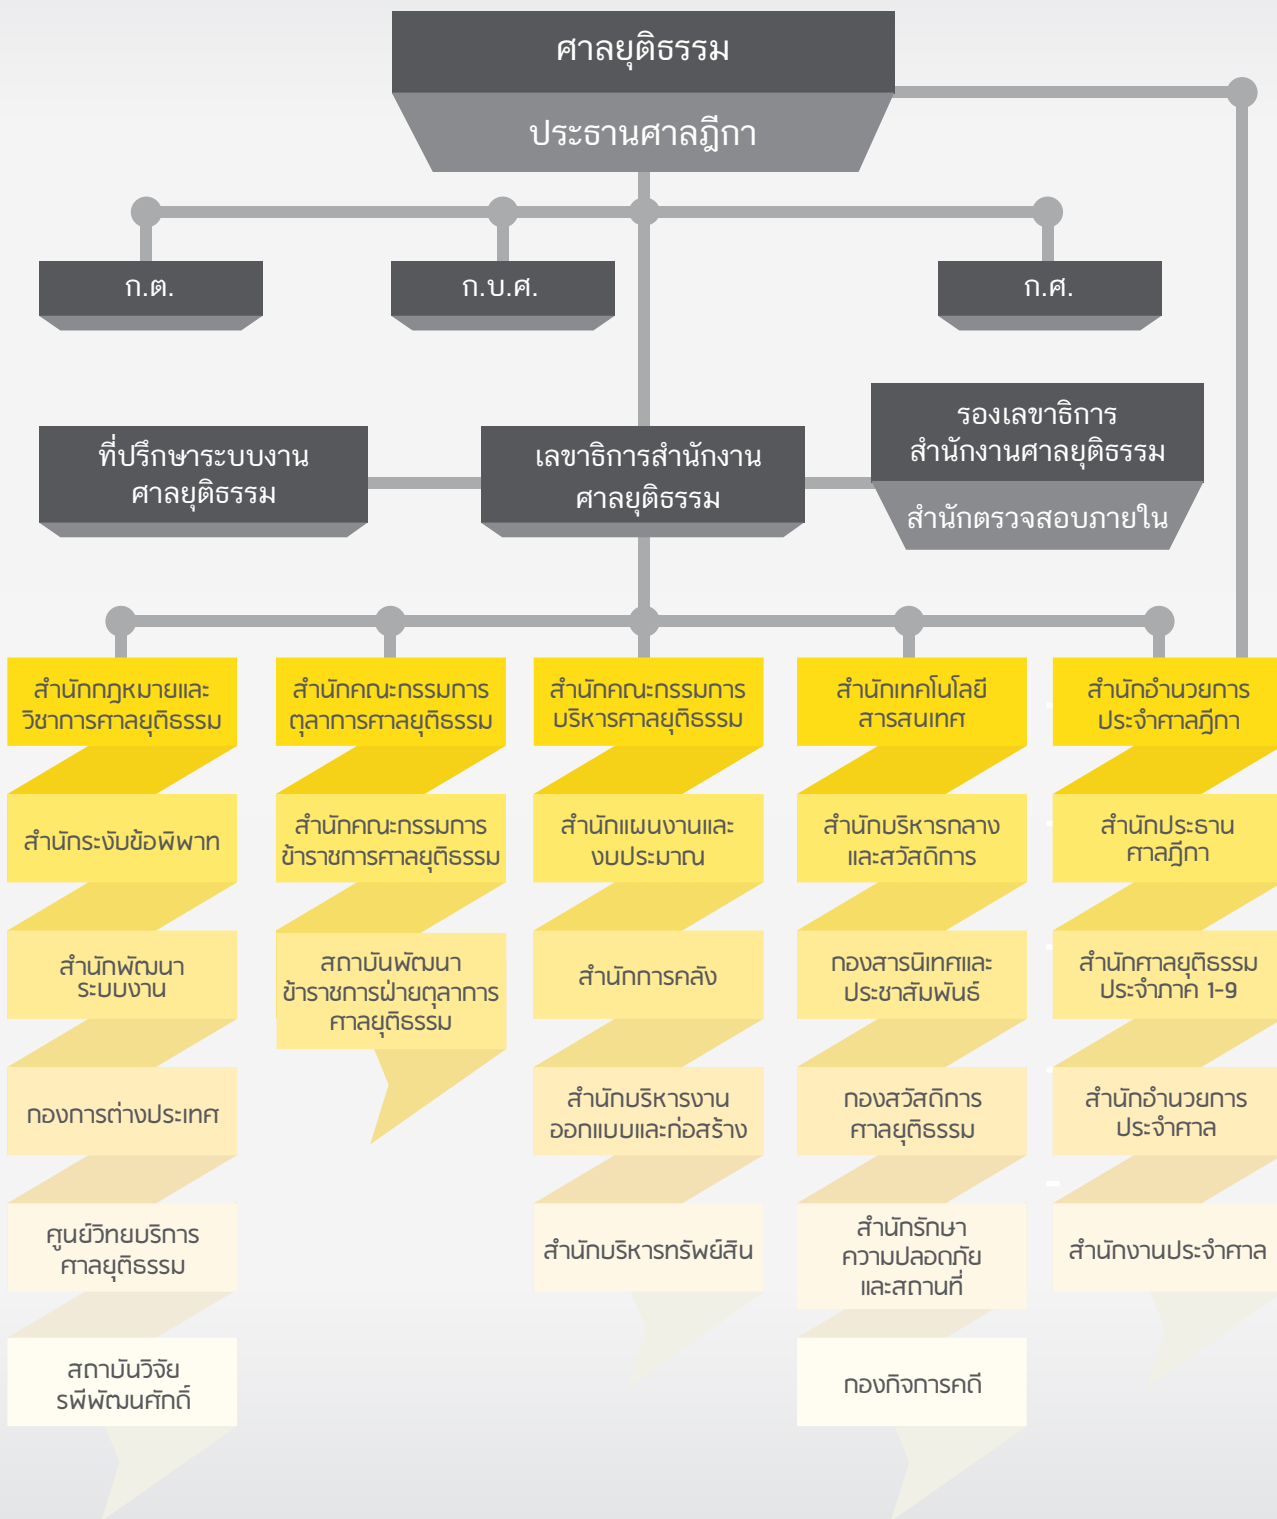 ศาลยุติธรรม
ประธานศาลฎีกา
ก.ต.
ก.บ.ศ.
ก.ศ.
ที่ปรึกษาระบบงาน
ศาลยุติธรรม
เลขาธิการสำนักงาน
ศาลยุติธรรม
รองเลขาธิการ
สำนักงานศาลยุติธรรม
สำนักตรวจสอบภายใน
สำนักกฎหมายและ
วิชาการศาลยุติธรรม
สำนักระงับข้อพิพาท
สำนักพัฒนา
ระบบงาน
กองการต่างประเทศ
ศูนย์วิทยบริการ
ศาลยุติธรรม
สถาบันวิจัย
รพีพัฒนศักดิ์
สำนักคณะกรรมการ
ตุลาการศาลยุติธรรม
สำนักคณะกรรมการ
ข้าราชการศาลยุติธรรม
สถาบันพัฒนา
ข้าราชการฝ่ายตุลาการ
ศาลยุติธรรม
สำนักคณะกรรมการ
บริหารศาลยุติธรรม
สำนักแผนงานและ
งบประมาณ
สำนักการคลัง
สำนักบริหารงาน
ออกแบบและก่อสร้าง
สำนักบริหารทรัพย์สิน
สำนักเทคโนโลยี
สารสนเทศ
สำนักบริหารกลาง
และสวัสดิการ
กองสารนิเทศและ
ประชาสัมพันธ์
กองสวัสดิการ
ศาลยุติธรรม
สำนักรักษา
ความปลอดภัย
และสถานที่
กองกิจการคดี
สำนักอำนวยการ
ประจำศาลฎีกา
สำนักประธาน
ศาลฎีกา
สำนักศาลยุติธรรม
ประจำภาค 1-9
สำนักอำนวยการ
ประจำศาล
สำนักงานประจำศาล